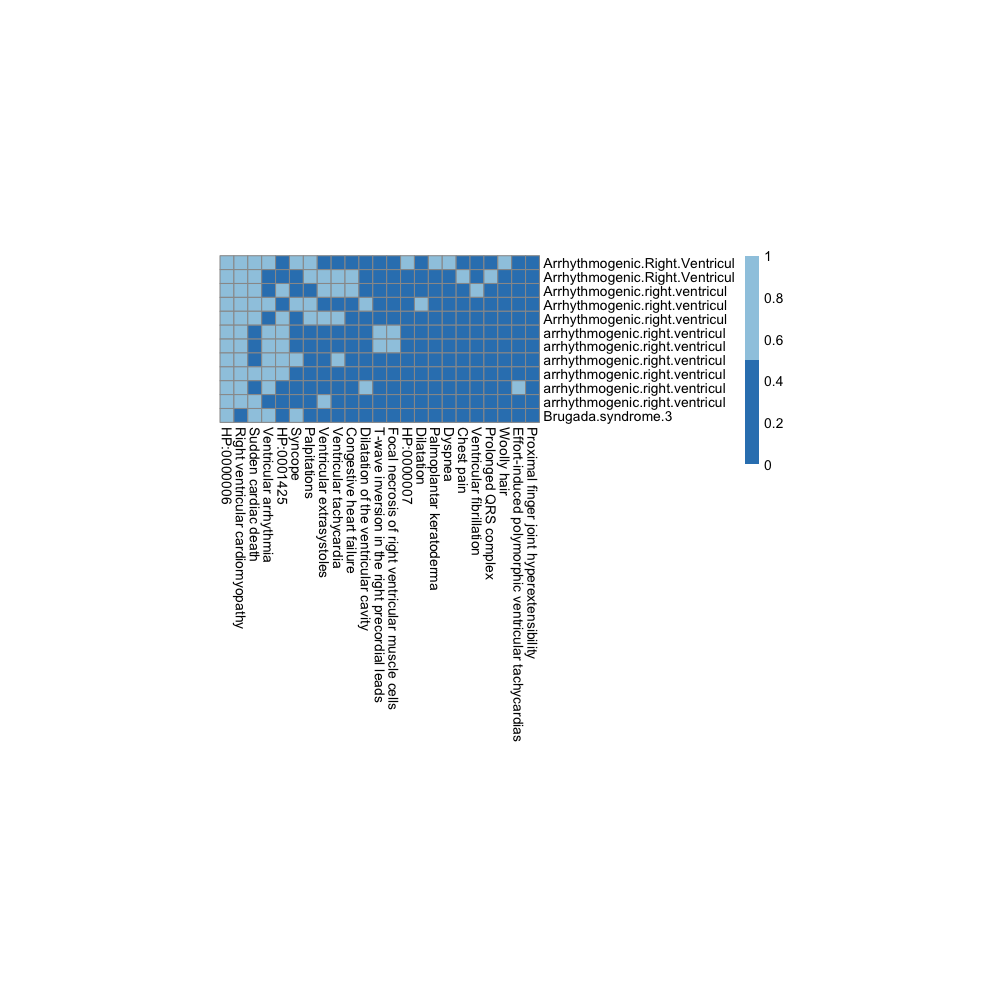 Arrhythmogenic.Right.Ventricul
Arrhythmogenic.Right.Ventricul
Arrhythmogenic.right.ventricul
Arrhythmogenic.right.ventricul
Arrhythmogenic.right.ventricul
arrhythmogenic.right.ventricul
arrhythmogenic.right.ventricul
arrhythmogenic.right.ventricul
arrhythmogenic.right.ventricul
arrhythmogenic.right.ventricul
arrhythmogenic.right.ventricul
Brugada.syndrome.3
1
0.8
0.6
0.4
0.2
0
HP:0000006
Right ventricular cardiomyopathy
Sudden cardiac death
Ventricular arrhythmia
HP:0001425
Syncope
Palpitations
Ventricular extrasystoles
Ventricular tachycardia
Congestive heart failure
Dilatation of the ventricular cavity
T-wave inversion in the right precordial leads
Focal necrosis of right ventricular muscle cells
HP:0000007
Dilatation
Palmoplantar keratoderma
Dyspnea
Chest pain
Ventricular fibrillation
Prolonged QRS complex
Woolly hair
Effort-induced polymorphic ventricular tachycardias
Proximal finger joint hyperextensibility